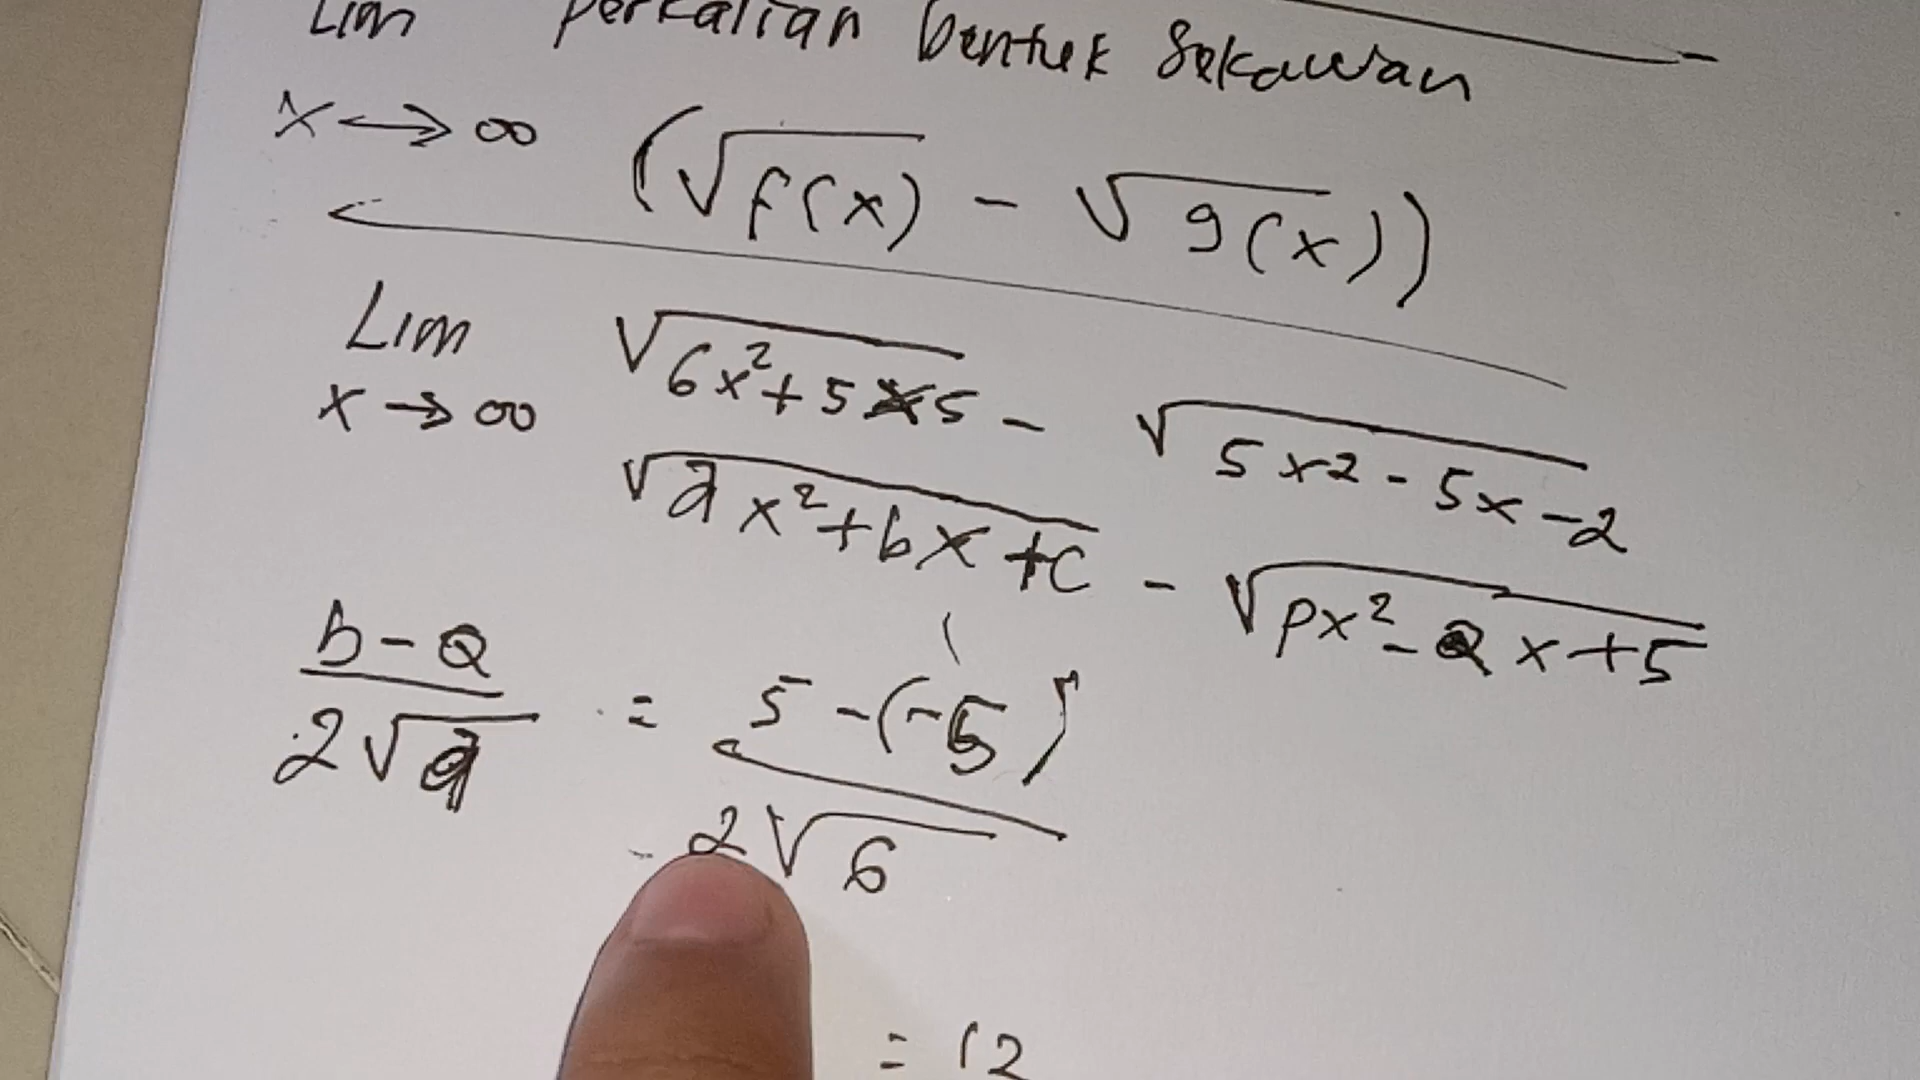 Lim perkalian bentuk Sekawan
x → ∞ (√f(x) - √g(x))
Lim √6x²+5x5 - √5x2-5x-2
x → ∞
√ax²+bx+c - √px²-Qx+5
b-Q/2√a = 5-(-5)/2√6
= 12